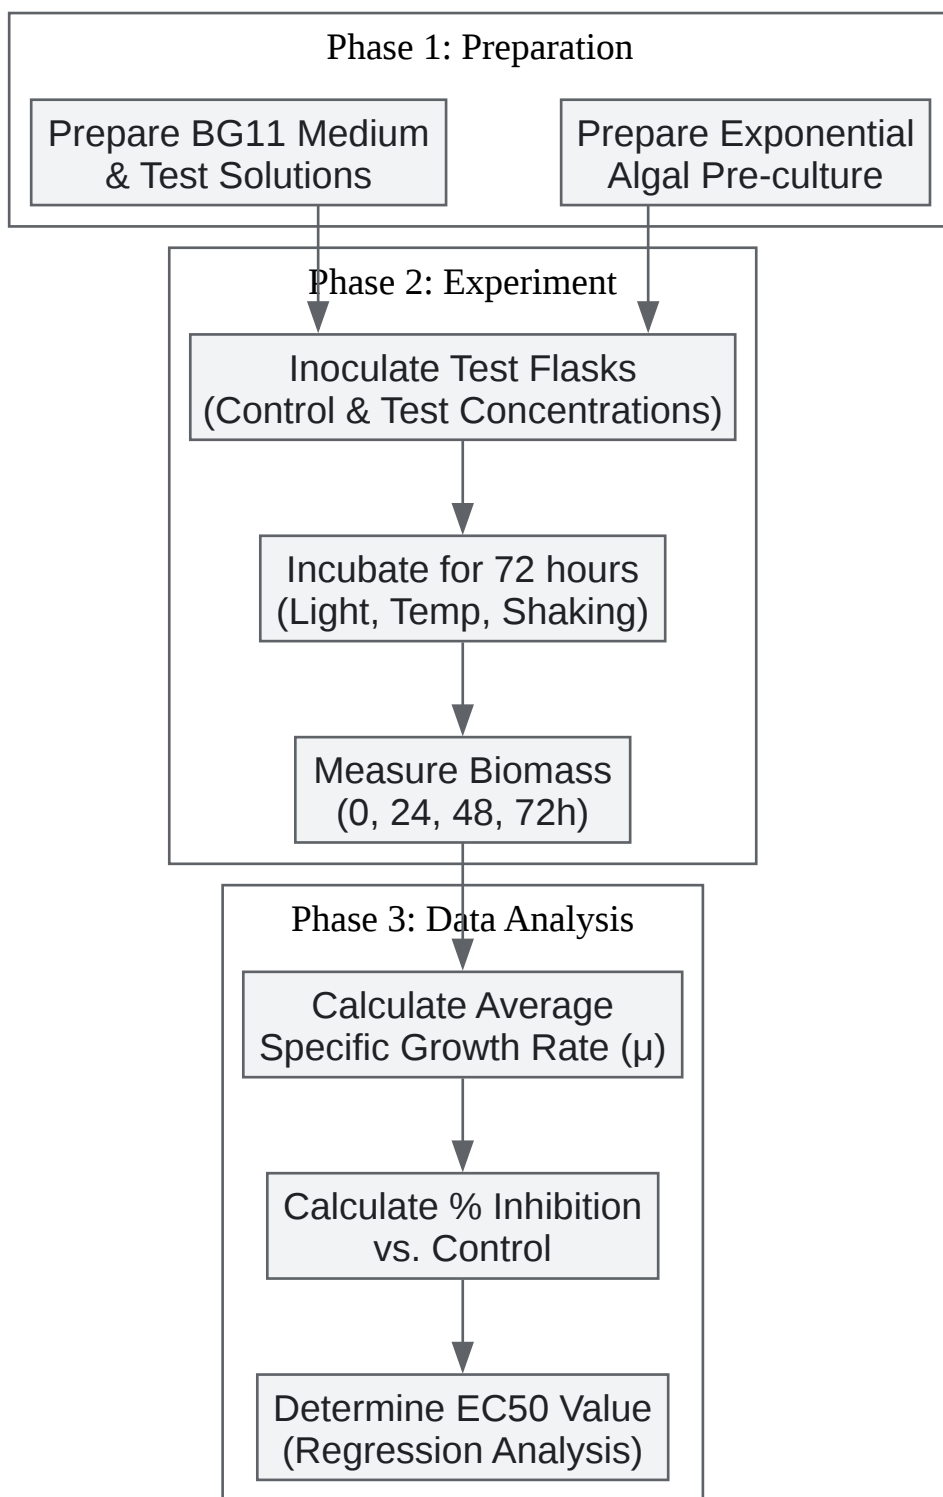 Phase 1: Preparation
Prepare BG11 Medium
& Test Solutions
Prepare Exponential
Algal Pre-culture
Phase 2: Experiment
Inoculate Test Flasks
(Control & Test Concentrations)
Incubate for 72 hours
(Light, Temp, Shaking)
Measure Biomass
(0, 24, 48, 72h)
Phase 3: Data Analysis
Calculate Average
Specific Growth Rate (μ)
Calculate % Inhibition
vs. Control
Determine EC50 Value
(Regression Analysis)